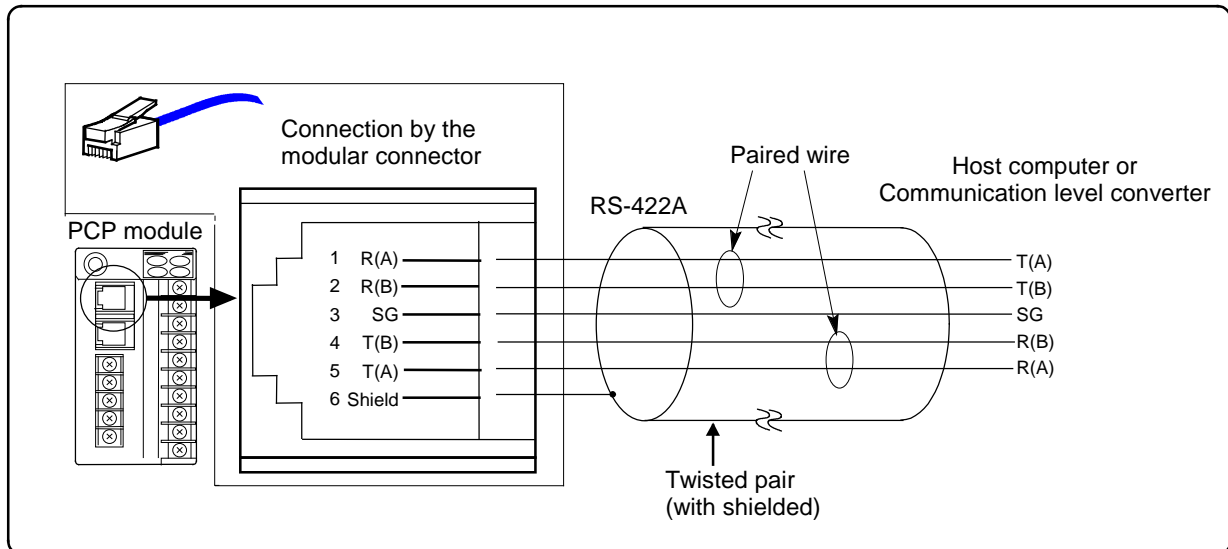 Connection by the
modular connector
PCP module
1 R(A)
2 R(B)
3 SG
4 T(B)
5 T(A)
6 Shield
RS-422A
Paired wire
Host computer or
Communication level converter
T(A)
T(B)
SG
R(B)
R(A)
Twisted pair
(with shielded)